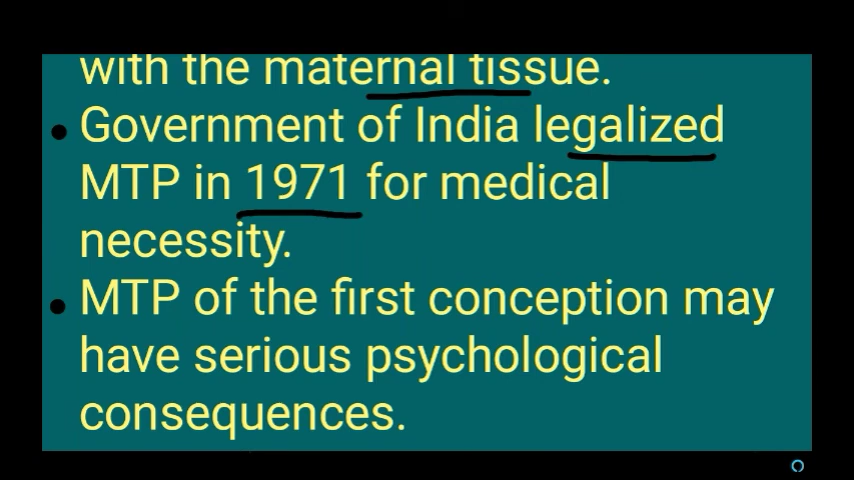 with the maternal tissue.
• Government of India legalized
MTP in 1971 for medical
necessity.
• MTP of the first conception may
have serious psychological
consequences.